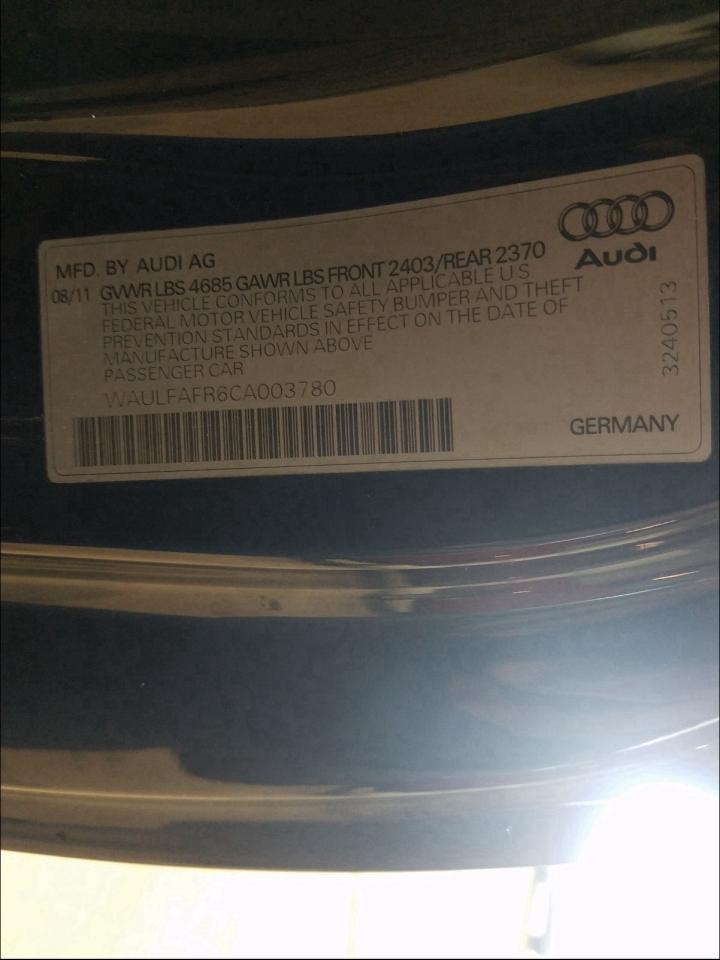 MFD. BY AUDI AG
08/11 GVWR LBS 4685 GAWR LBS FRONT 2403/REAR 2370
THIS VEHICLE CONFORMS TO ALL APPLICABLE U S
FEDERAL MOTOR VEHICLE SAFETY BUMPER AND THEFT
PREVENTION STANDARDS IN EFFECT ON THE DATE OF
MANUFACTURE SHOWN ABOVE
PASSENGER CAR
WAULFAFR6CA003780
Audi
3240513
GERMANY